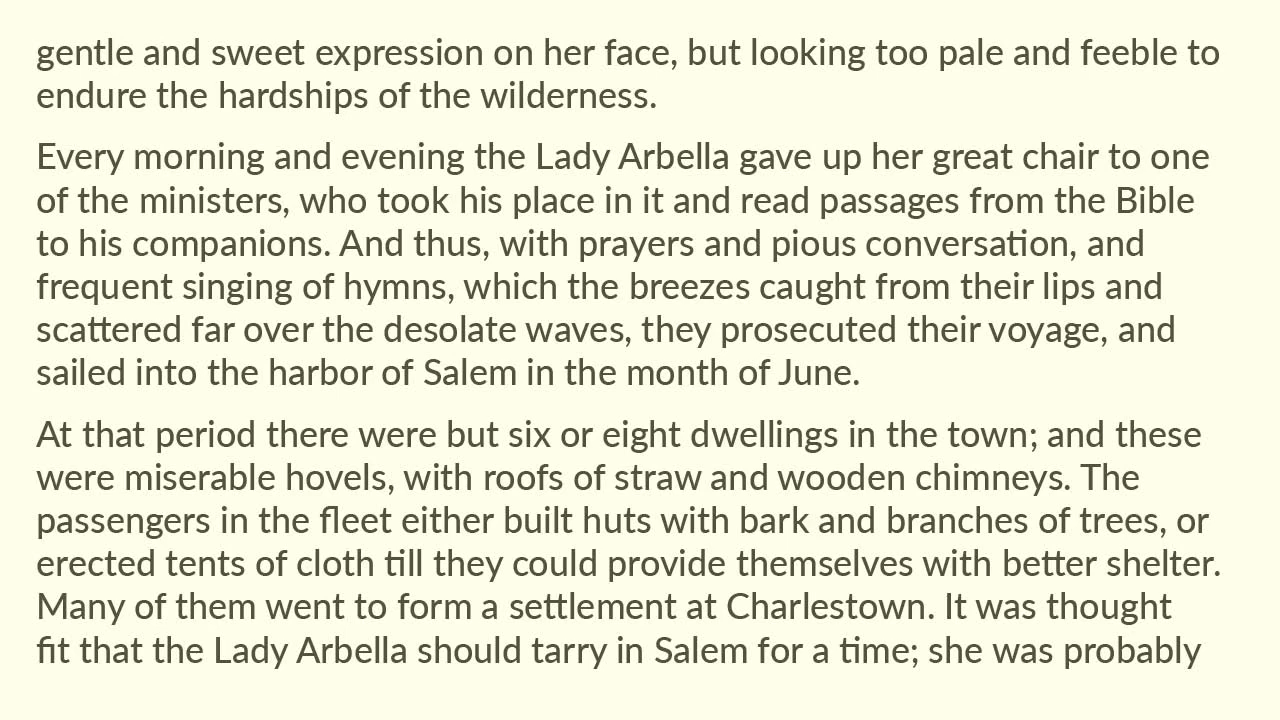 gentle and sweet expression on her face, but looking too pale and feeble to
endure the hardships of the wilderness.
Every morning and evening the Lady Arbella gave up her great chair to one
of the ministers, who took his place in it and read passages from the Bible
to his companions. And thus, with prayers and pious conversation, and
frequent singing of hymns, which the breezes caught from their lips and
scattered far over the desolate waves, they prosecuted their voyage, and
sailed into the harbor of Salem in the month of June.
At that period there were but six or eight dwellings in the town; and these
were miserable hovels, with roofs of straw and wooden chimneys. The
passengers in the fleet either built huts with bark and branches of trees, or
erected tents of cloth till they could provide themselves with better shelter.
Many of them went to form a settlement at Charlestown. It was thought
fit that the Lady Arbella should tarry in Salem for a time; she was probably